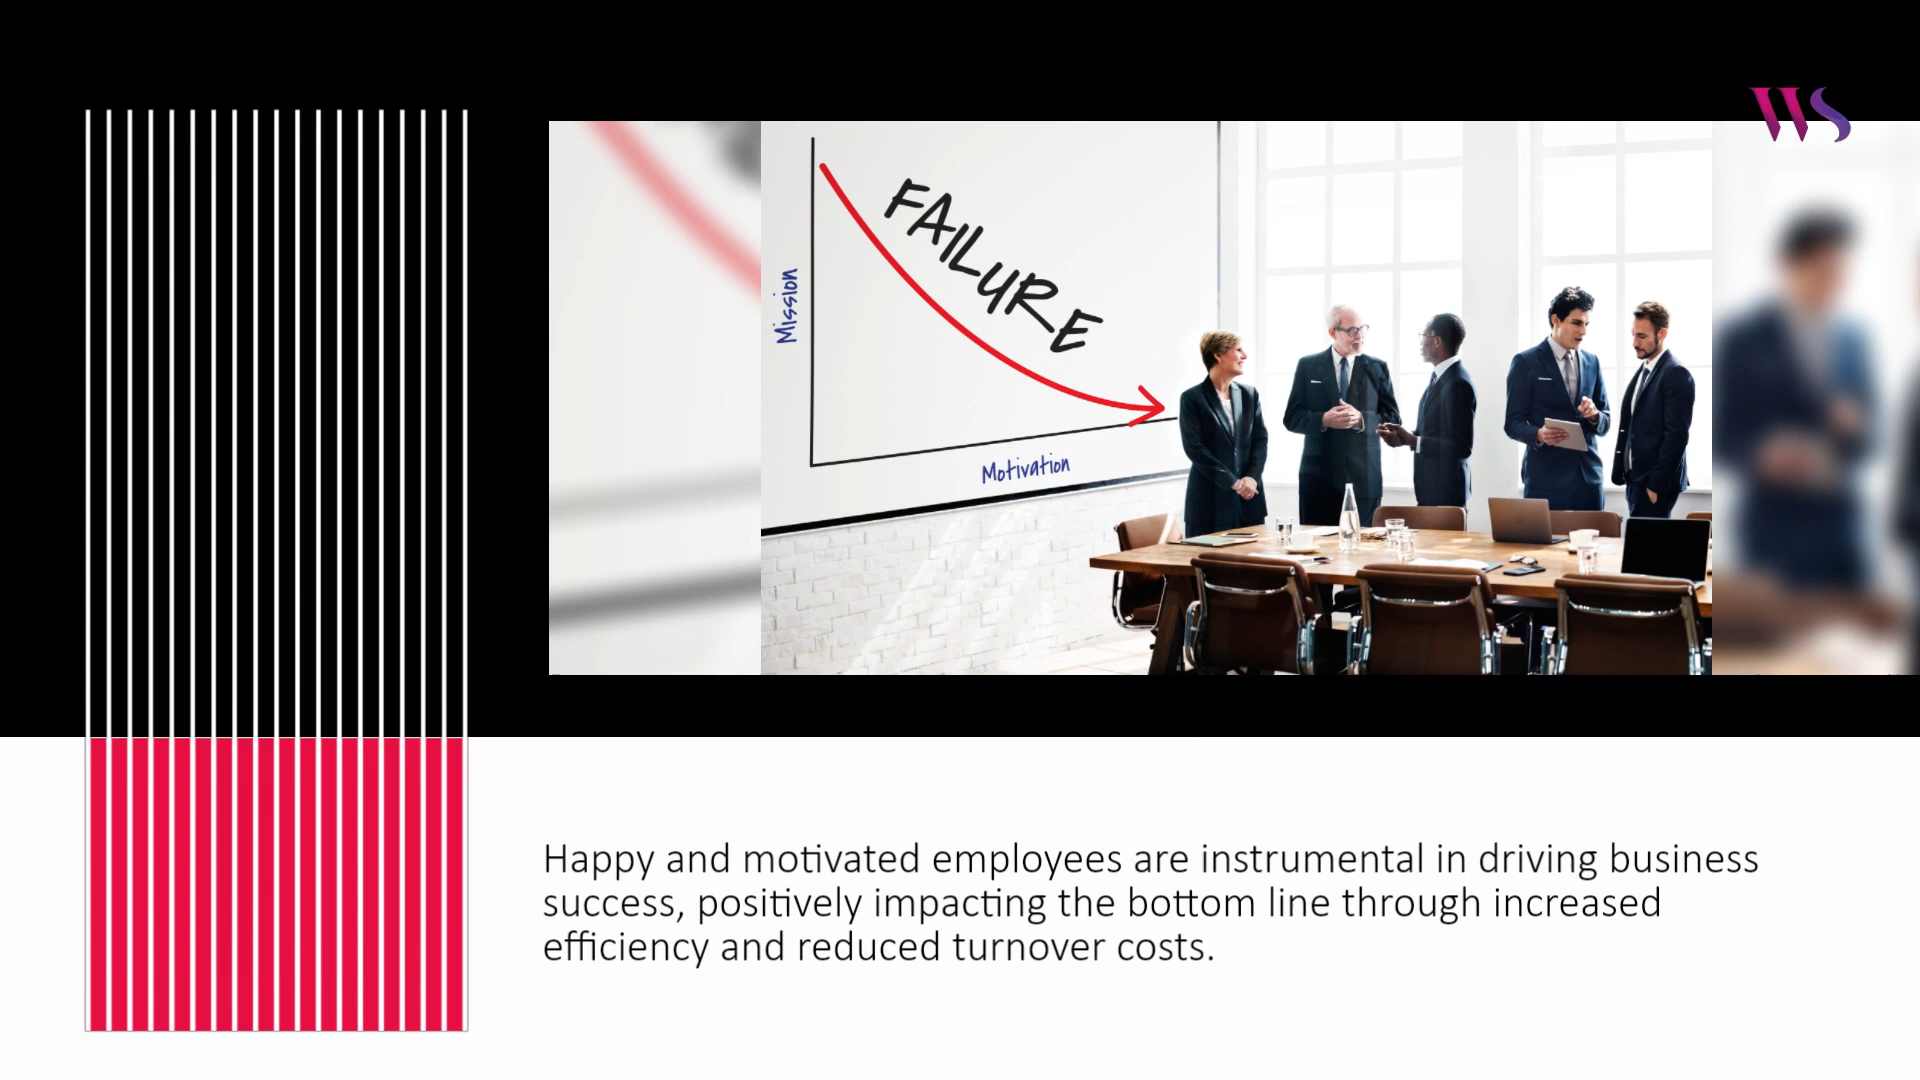 WS
FAILURE
Mission
Motivation
Happy and motivated employees are instrumental in driving business
success, positively impacting the bottom line through increased
efficiency and reduced turnover costs.